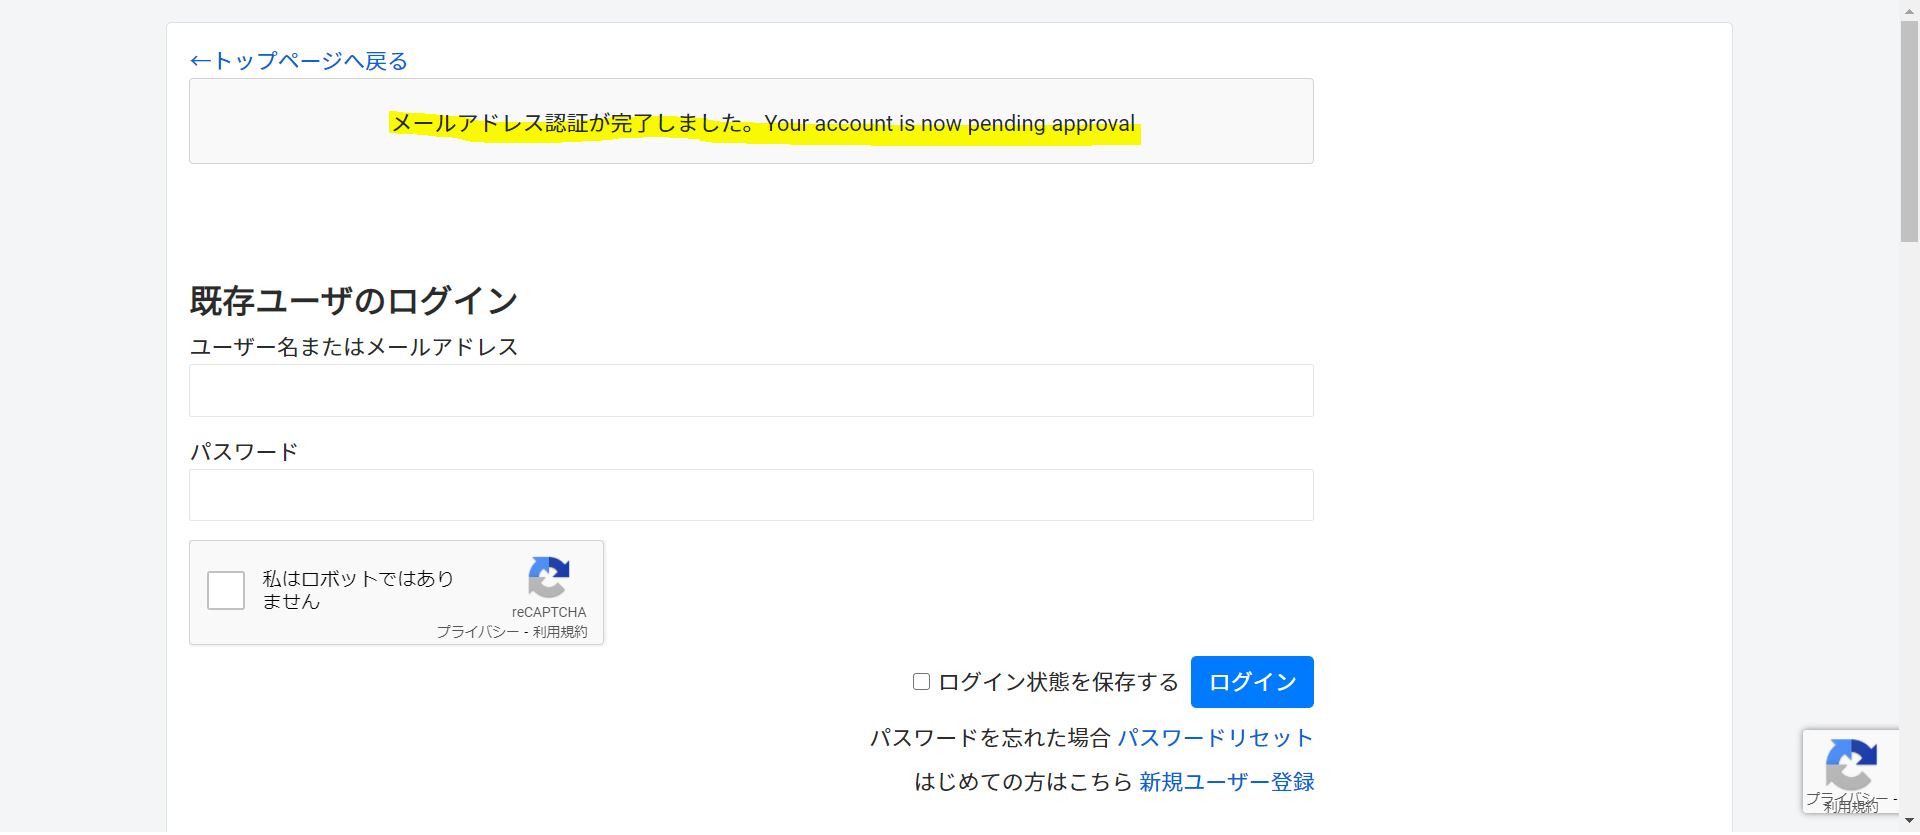 ←トップページへ戻る
メールアドレス認証が完了しました。Your account is now pending approval
既存ユーザのログイン
ユーザー名またはメールアドレス
パスワード
私はロボットではあり
ません
reCAPTCHA
プライバシー - 利用規約
ログイン状態を保存する
ログイン
パスワードを忘れた場合 パスワードリセット
はじめての方はこちら 新規ユーザー登録
プライバシー -
利用規約